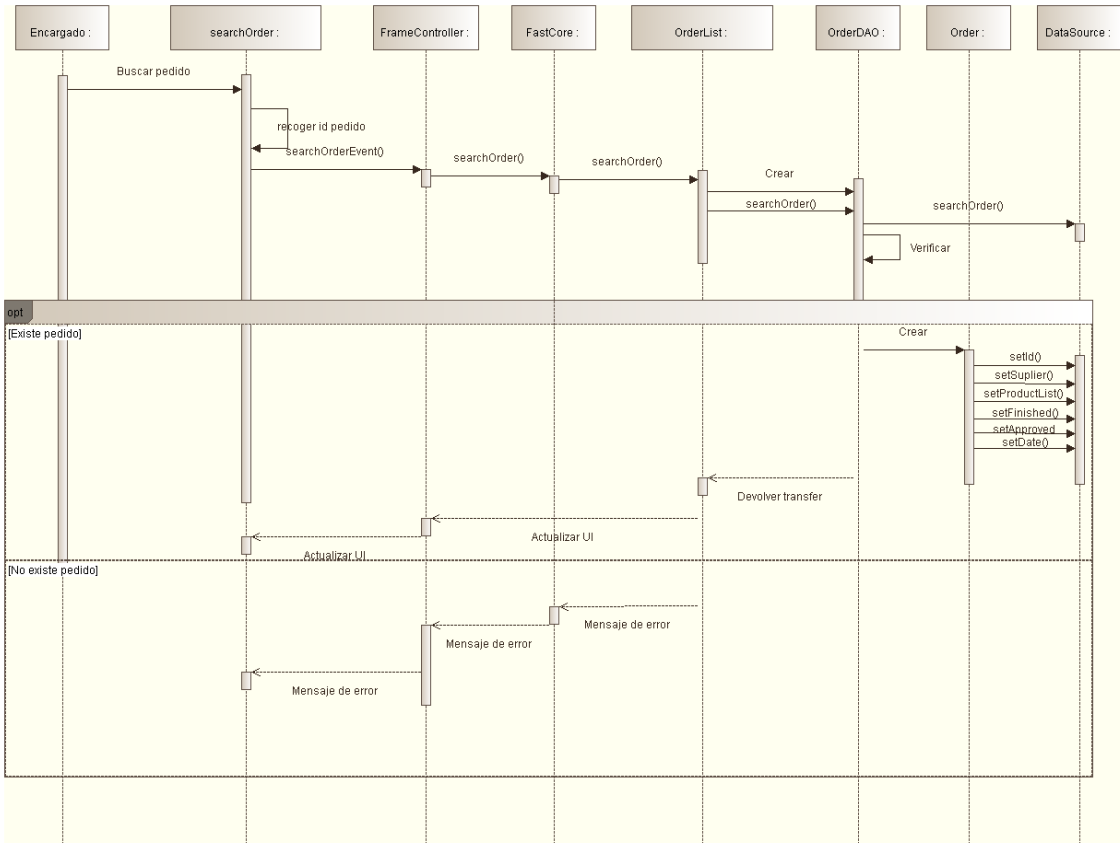 Encargado :
searchOrder :
FrameController :
FastCore :
OrderList :
OrderDAO :
Order :
DataSource :
Buscar pedido
recoger id pedido
searchOrderEvent()
searchOrder()
searchOrder()
Crear
searchOrder()
searchOrder()
Verificar
opt
[Existe pedido]
Crear
setId()
setSuplier()
setProductList()
setFinished()
setApproved
setDate()
Devolver transfer
Actualizar UI
Actualizar UI
[No existe pedido]
Mensaje de error
Mensaje de error
Mensaje de error